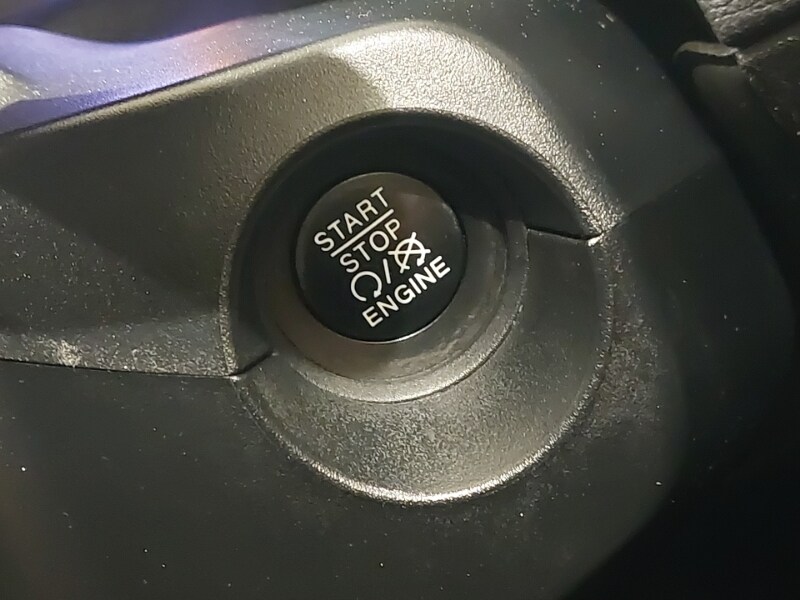 START
STOP
/
ENGINE